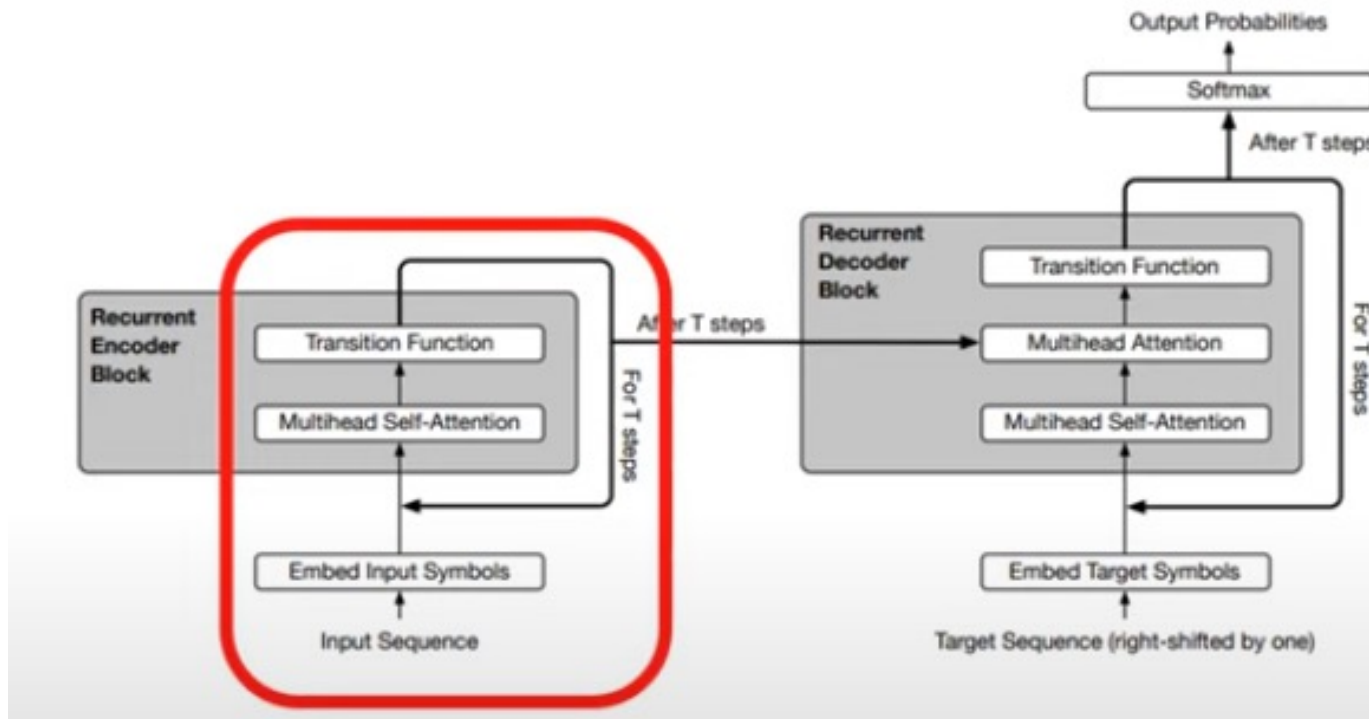 Output Probabilities
Softmax
After T steps
Recurrent
Decoder
Block
Transition Function
Multihead Attention
Multihead Self-Attention
For T steps
Embed Target Symbols
Target Sequence (right-shifted by one)
Recurrent
Encoder
Block
Transition Function
Multihead Self-Attention
For T steps
After T steps
Embed Input Symbols
Input Sequence